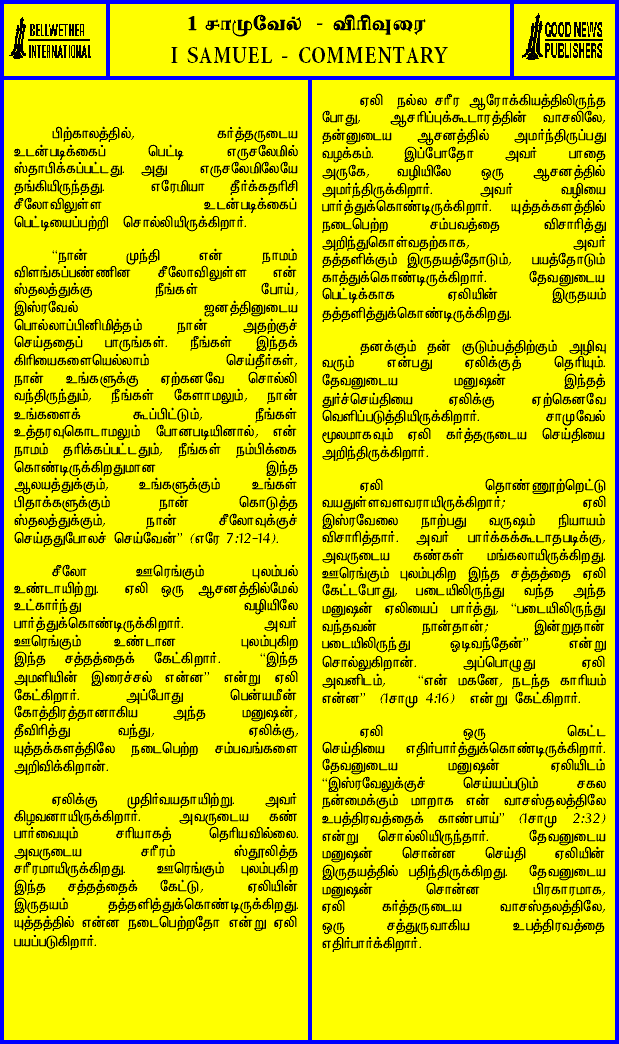 BELLWETHER
INTERNATIONAL
1 சாமுவேல் - விரிவுரை
I SAMUEL - COMMENTARY
GOOD NEWS
PUBLISHERS
பிற்காலத்தில், கர்த்தருடைய
உடன்படிக்கைப் பெட்டி எருசலேமில்
ஸ்தாபிக்கப்பட்டது. அது எருசலேமிலேயே
தங்கியிருந்தது. எரேமியா தீர்க்கதரிசி
சீலோவிலுள்ள உடன்படிக்கைப்
பெட்டியைப்பற்றி சொல்லியிருக்கிறார்.
“நான் முந்தி என் நாமம்
விளங்கப்பண்ணின சீலோவிலுள்ள என்
ஸ்தலத்துக்கு நீங்கள் போய்,
இஸ்ரவேல் ஜனத்தினுடைய
பொல்லாப்பினிமித்தம் நான் அதற்குச்
செய்ததைப் பாருங்கள். நீங்கள் இந்தக்
கிரியைகளையெல்லாம் செய்தீர்கள்,
நான் உங்களுக்கு ஏற்கனவே சொல்லி
வந்திருந்தும், நீங்கள் கேளாமலும், நான்
உங்களைக் கூப்பிட்டும், நீங்கள்
உத்தரவுகொடாமலும் போனபடியினால், என்
நாமம் தரிக்கப்பட்டதும், நீங்கள் நம்பிக்கை
கொண்டிருக்கிறதுமான இந்த
ஆலயத்துக்கும், உங்களுக்கும் உங்கள்
பிதாக்களுக்கும் நான் கொடுத்த
ஸ்தலத்துக்கும், நான் சீலோவுக்குச்
செய்ததுபோலச் செய்வேன்” (எரே 7:12-14).
சீலோ ஊரெங்கும் புலம்பல்
உண்டாயிற்று. ஏலி ஒரு ஆசனத்தில்மேல்
உட்கார்ந்து வழியிலே
பார்த்துக்கொண்டிருக்கிறார். அவர்
ஊரெங்கும் உண்டான புலம்புகிற
இந்த சத்தத்தைக் கேட்கிறார். “இந்த
அமளியின் இரைச்சல் என்ன” என்று ஏலி
கேட்கிறார். அப்போது பென்யமீன்
கோத்திரத்தானாகிய அந்த மனுஷன்,
தீவிரித்து வந்து, ஏலிக்கு,
யுத்தக்களத்திலே நடைபெற்ற சம்பவங்களை
அறிவிக்கிறான்.
ஏலிக்கு முதிர்வயதாயிற்று. அவர்
கிழவனாயிருக்கிறார். அவருடைய கண்
பார்வையும் சரியாகத் தெரியவில்லை.
அவருடைய சரீரம் ஸ்தூலித்த
சரீரமாயிருக்கிறது. ஊரெங்கும் புலம்புகிற
இந்த சத்தத்தைக் கேட்டு, ஏலியின்
இருதயம் தத்தளித்துக்கொண்டிருக்கிறது.
யுத்தத்தில் என்ன நடைபெற்றதோ என்று ஏலி
பயப்படுகிறார்.
ஏலி நல்ல சரீர ஆரோக்கியத்திலிருந்த
போது, ஆசரிப்புக்கூடாரத்தின் வாசலிலே,
தன்னுடைய ஆசனத்தில் அமர்ந்திருப்பது
வழக்கம். இப்போதோ அவர் பாதை
அருகே, வழியிலே ஒரு ஆசனத்தில்
அமர்ந்திருக்கிறார். அவர் வழியை
பார்த்துக்கொண்டிருக்கிறார். யுத்தக்களத்தில்
நடைபெற்ற சம்பவத்தை விசாரித்து
அறிந்துகொள்வதற்காக, அவர்
தத்தளிக்கும் இருதயத்தோடும், பயத்தோடும்
காத்துக்கொண்டிருக்கிறார். தேவனுடைய
பெட்டிக்காக ஏலியின் இருதயம்
தத்தளித்துக்கொண்டிருக்கிறது.
தனக்கும் தன் குடும்பத்திற்கும் அழிவு
வரும் என்பது ஏலிக்குத் தெரியும்.
தேவனுடைய மனுஷன் இந்தத்
துர்ச்செய்தியை ஏலிக்கு ஏற்கெனவே
வெளிப்படுத்தியிருக்கிறார். சாமுவேல்
மூலமாகவும் ஏலி கர்த்தருடைய செய்தியை
அறிந்திருக்கிறார்.
ஏலி தொண்ணூற்றெட்டு
வயதுள்ளவளவராயிருக்கிறார்; ஏலி
இஸ்ரவேலை நாற்பது வருஷம் நியாயம்
விசாரித்தார். அவர் பார்க்கக்கூடாதபடிக்கு,
அவருடைய கண்கள் மங்கலாயிருக்கிறது.
ஊரெங்கும் புலம்புகிற இந்த சத்தத்தை ஏலி
கேட்டபோது, படையிலிருந்து வந்த அந்த
மனுஷன் ஏலியைப் பார்த்து, “படையிலிருந்து
வந்தவன் நான்தான்; இன்றுதான்
படையிலிருந்து ஓடிவந்தேன்” என்று
சொல்லுகிறான். அப்பொழுது ஏலி
அவனிடம், “என் மகனே, நடந்த காரியம்
என்ன” (1சாமு 4:16) என்று கேட்கிறார்.
ஏலி ஒரு கெட்ட
செய்தியை எதிர்பார்த்துக்கொண்டிருக்கிறார்.
தேவனுடைய மனுஷன் ஏலியிடம்
“இஸ்ரவேலுக்குச் செய்யப்படும் சகல
நன்மைக்கும் மாறாக என் வாசஸ்தலத்திலே
உபத்திரவத்தைக் காண்பாய்” (1சாமு 2:32)
என்று சொல்லியிருந்தார். தேவனுடைய
மனுஷன் சொன்ன செய்தி ஏலியின்
இருதயத்தில் பதிந்திருக்கிறது. தேவனுடைய
மனுஷன் சொன்ன பிரகாரமாக,
ஏலி கர்த்தருடைய வாசஸ்தலத்திலே,
ஒரு சத்துருவாகிய உபத்திரவத்தை
எதிர்பார்க்கிறார்.